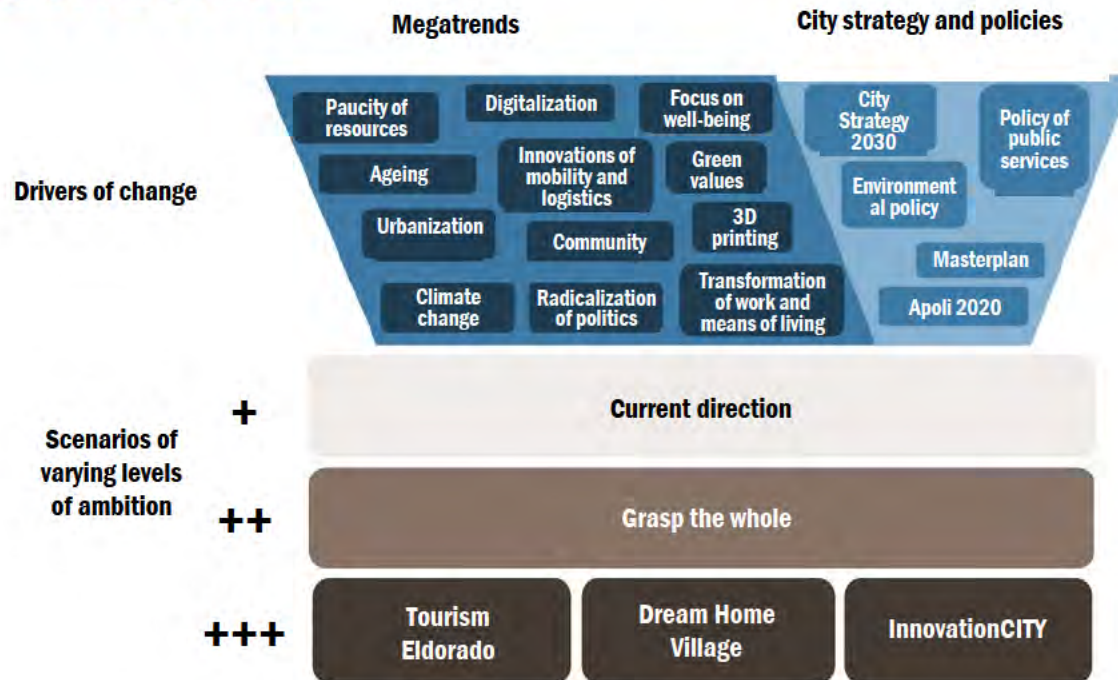 Megatrends
City strategy and policies
Drivers of change
Paucity of
resources
Digitalization
Focus on
well-being
Ageing
Innovations of
mobility and
logistics
Green
values
Urbanization
Community
3D
printing
Climate
change
Radicalization
of politics
Transformation
of work and
means of living
City
Strategy
2030
Policy of
public
services
Environment
al policy
Masterplan
Apoli 2020
Scenarios of
varying levels
of ambition
+
Current direction
++
Grasp the whole
+++
Tourism
Eldorado
Dream Home
Village
InnovationCITY